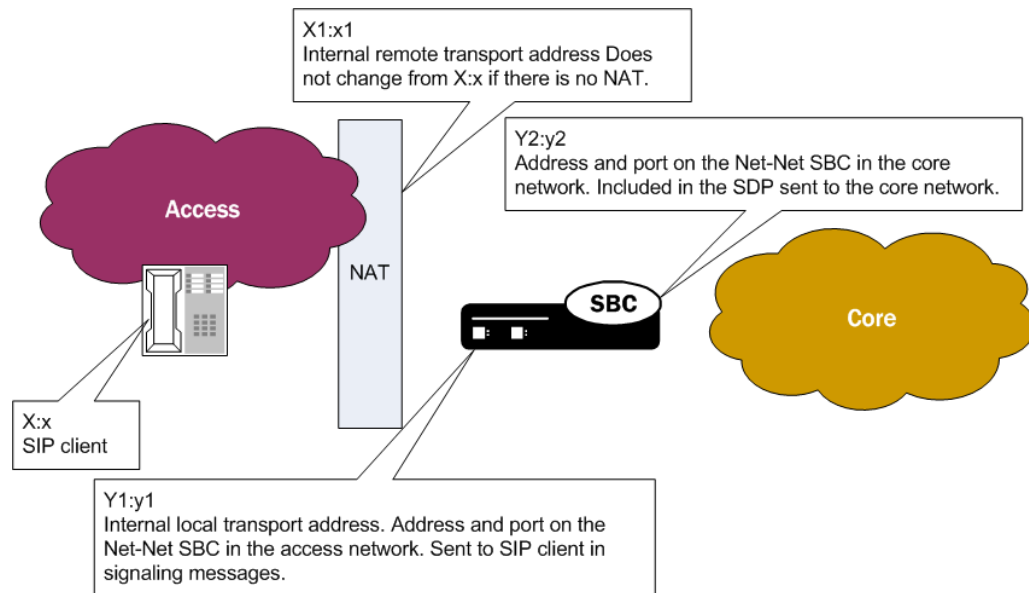 X1:x1
Internal remote transport address Does
not change from X:x if there is no NAT.
Y2:y2
Address and port on the Net-Net SBC in the core
network. Included in the SDP sent to the core network.
Access
NAT
SBC
Core
X:x
SIP client
Y1:y1
Internal local transport address. Address and port on the
Net-Net SBC in the access network. Sent to SIP client in
signaling messages.